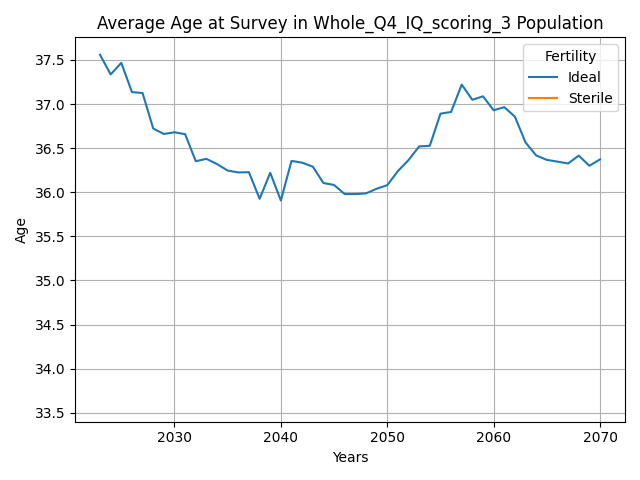 Average Age at Survey in Whole_Q4_IQ_scoring_3 Population
Fertility
Ideal
Sterile
37.5
37.0
36.5
36.0
35.5
35.0
34.5
34.0
33.5
Age
2030
2040
2050
2060
2070
Years